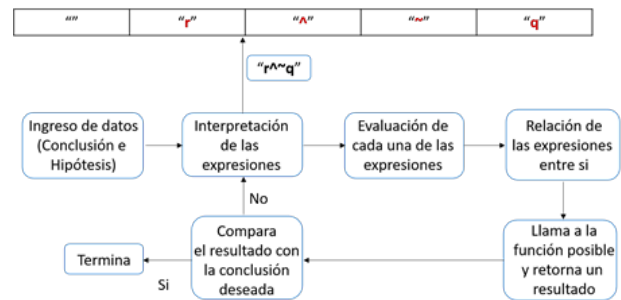 “” “r” “^” “~” “q”
“r^~q”
Ingreso de datos
(Conclusión e
Hipótesis)
Interpretación
de las
expresiones
Evaluación de
cada una de las
expresiones
Relación de
las expresiones
entre si
No
Llama a la
función posible
y retorna un
resultado
Compara
el resultado con
la conclusión
deseada
Si
Termina